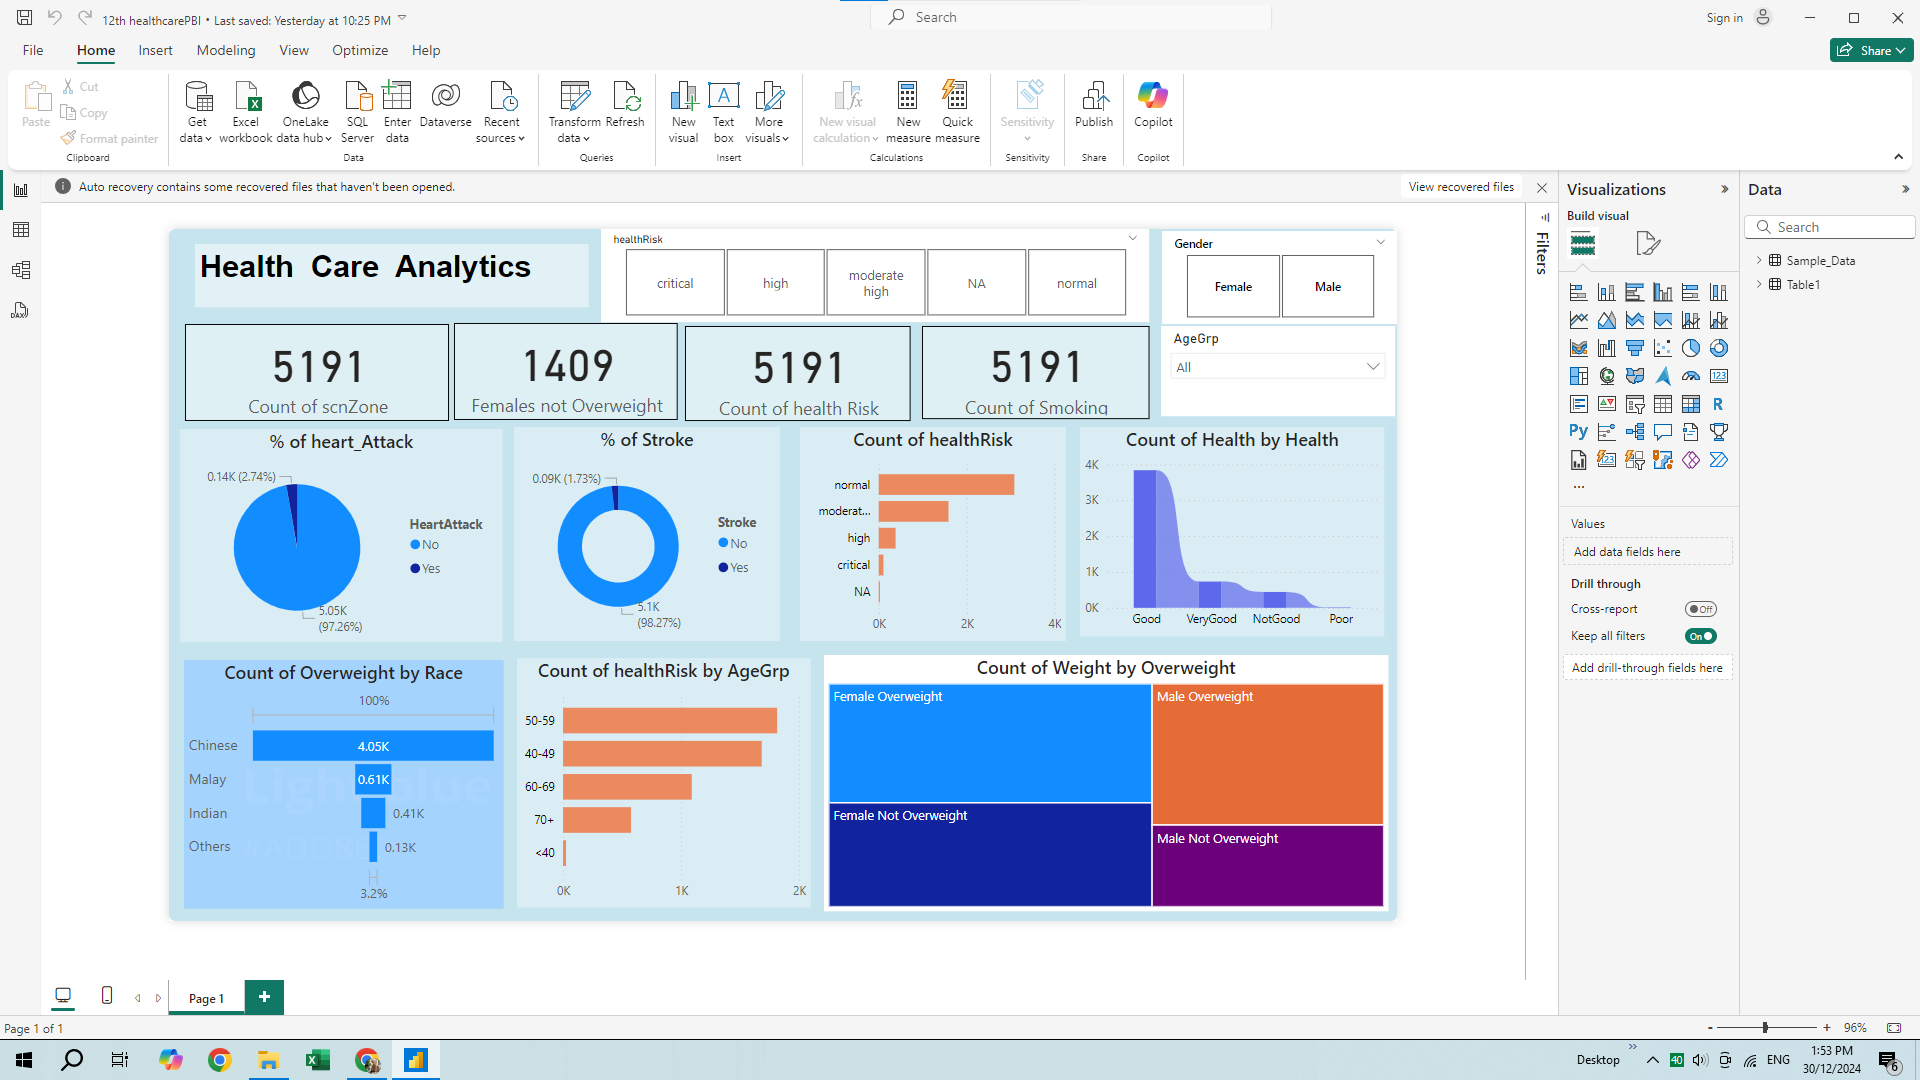 12th healthcarePBI • Last saved: Yesterday at 10:25 PM
Search
Sign in
File Home Insert Modeling View Optimize Help
Share
Paste
Cut
Copy
Format painter
Clipboard
Get data
Excel workbook
OneLake data hub
SQL Server
Enter data
Dataverse
Recent sources
Data
Transform data
Refresh
Queries
New visual
Text box
More visuals
Insert
New visual calculation
New measure
Quick measure
Calculations
Sensitivity
Sensitivity
Publish
Share
Copilot
Copilot
Auto recovery contains some recovered files that haven't been opened.
View recovered files
Health Care Analytics
healthRisk
critical
high
moderate high
NA
normal
Gender
Female
Male
AgeGrp
All
5191
Count of scnZone
1409
Females not Overweight
5191
Count of health Risk
5191
Count of Smoking
% of heart_Attack
0.14K (2.74%)
5.05K
(97.26%)
HeartAttack
No
Yes
% of Stroke
0.09K (1.73%)
5.1K
(98.27%)
Stroke
No
Yes
Count of healthRisk
normal
moderat...
high
critical
NA
0K 2K 4K
Count of Health by Health
4K
3K
2K
1K
0K
Good VeryGood NotGood Poor
Count of Overweight by Race
100%
Chinese 4.05K
Malay 0.61K
Indian 0.41K
Others 0.13K
3.2%
Light Blue
#ADD8E6
Count of healthRisk by AgeGrp
50-59
40-49
60-69
70+
<40
0K 1K 2K
Count of Weight by Overweight
Female Overweight
Male Overweight
Female Not Overweight
Male Not Overweight
Filters
Visualizations
Build visual
123
R
Py
123
...
Values
Add data fields here
Drill through
Cross-report Off
Keep all filters On
Add drill-through fields here
Data
Search
Sample_Data
Table1
DAX
Page 1
+
Page 1 of 1
- + 96%
Desktop
40
ENG
1:53 PM
30/12/2024
6